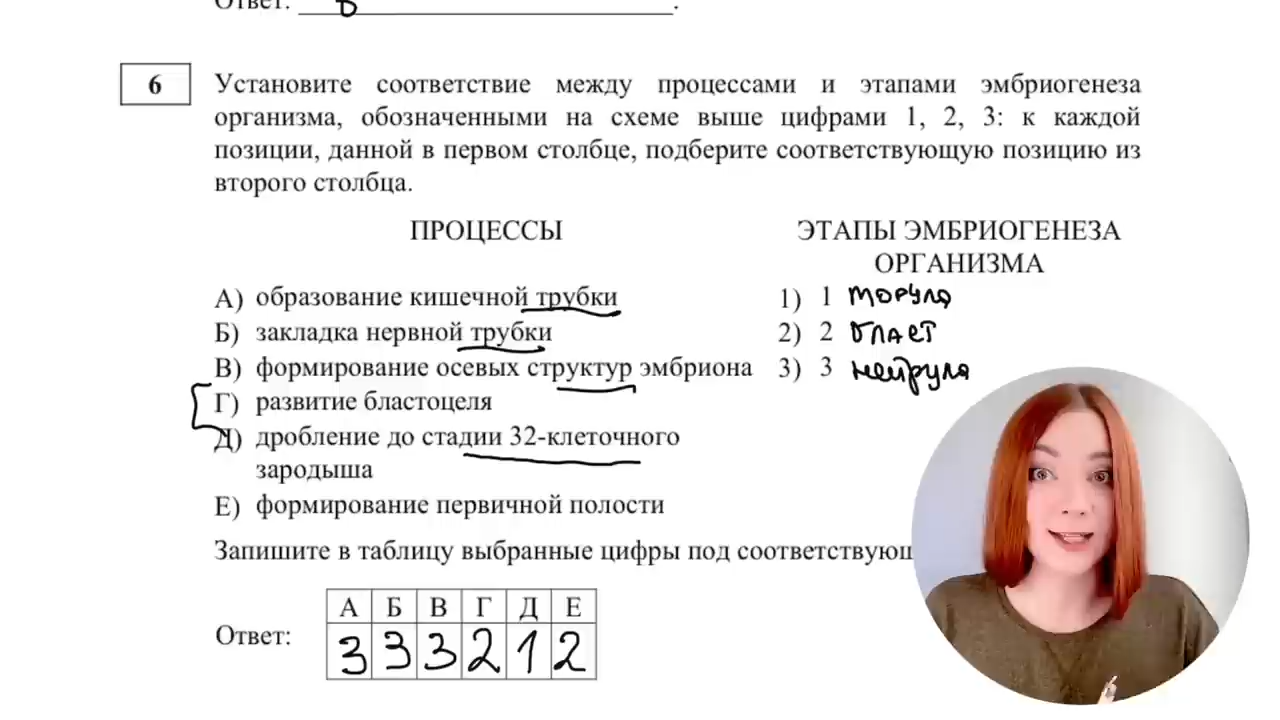 Ответ: в.
6
Установите соответствие между процессами и этапами эмбриогенеза
организма, обозначенными на схеме выше цифрами 1, 2, 3: к каждой
позиции, данной в первом столбце, подберите соответствующую позицию из
второго столбца.
ПРОЦЕССЫ
ЭТАПЫ ЭМБРИОГЕНЕЗА
ОРГАНИЗМА
А) образование кишечной трубки
Б) закладка нервной трубки
В) формирование осевых структур эмбриона
Г) развитие бластоцеля
Д) дробление до стадии 32-клеточного
зародыша
Е) формирование первичной полости
1) 1 морула
2) 2 бласт
3) 3 нейрула
Запишите в таблицу выбранные цифры под
Ответ:
А Б В Г Д Е
3 3 3 2 1 2